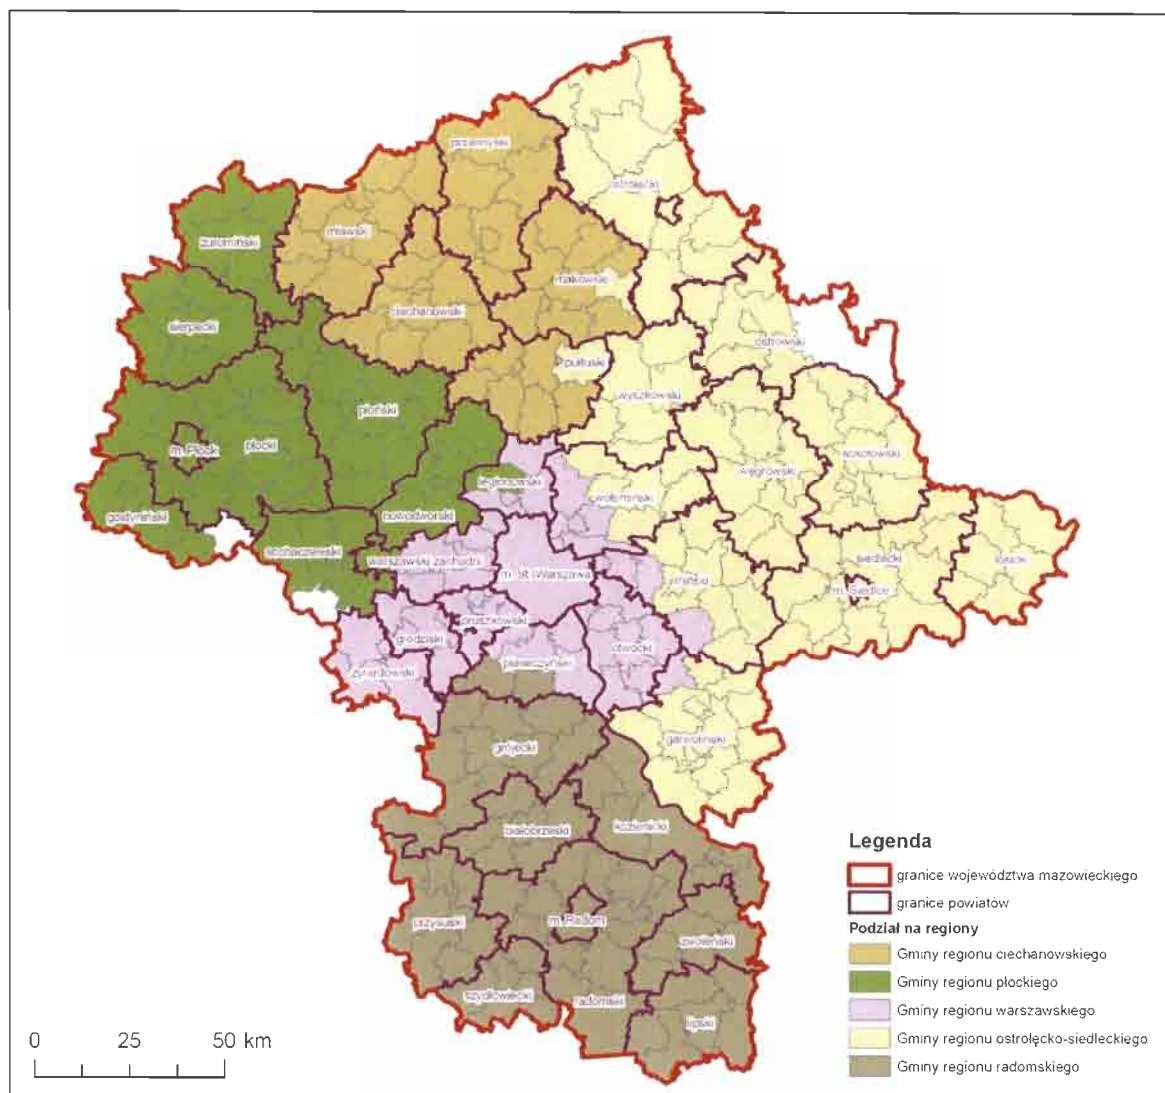 przasnyski
ostrołęcki
żuromiński
mławski
makowski
ciechanowski
sierpecki
ostrowski
pułtuski
wyszkowski
płoński
m. Płock
płocki
sokołowski
węgrowski
legionowski
wołomiński
gostyniński
nowodworski
sochaczewski
siedlecki
łosicki
warszawski zachodni
m. st. Warszawa
miński
m. Siedlce
pruszkowski
grodziski
otwocki
piaseczyński
żyrardowski
garwoliński
grójecki
kozienicki
białobrzeski
przysuski
m. Radom
zwoleński
szydłowiecki
radomski
lipski
Legenda
granice województwa mazowieckiego
granice powiatów
Podział na regiony
Gminy regionu ciechanowskiego
Gminy regionu płockiego
Gminy regionu warszawskiego
Gminy regionu ostrołęcko-siedleckiego
Gminy regionu radomskiego
0 25 50 km